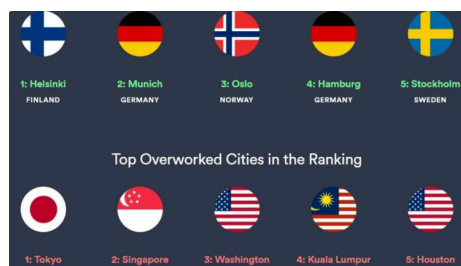 1: Helsinki 2: Munich 3: Oslo 4: Hamburg 5: Stockholm
FINLAND GERMANY NORWAY GERMANY SWEDEN
Top Overworked Cities in the Ranking
1: Tokyo 2: Singapore 3: Washington 4: Kuala Lumpur 5: Houston